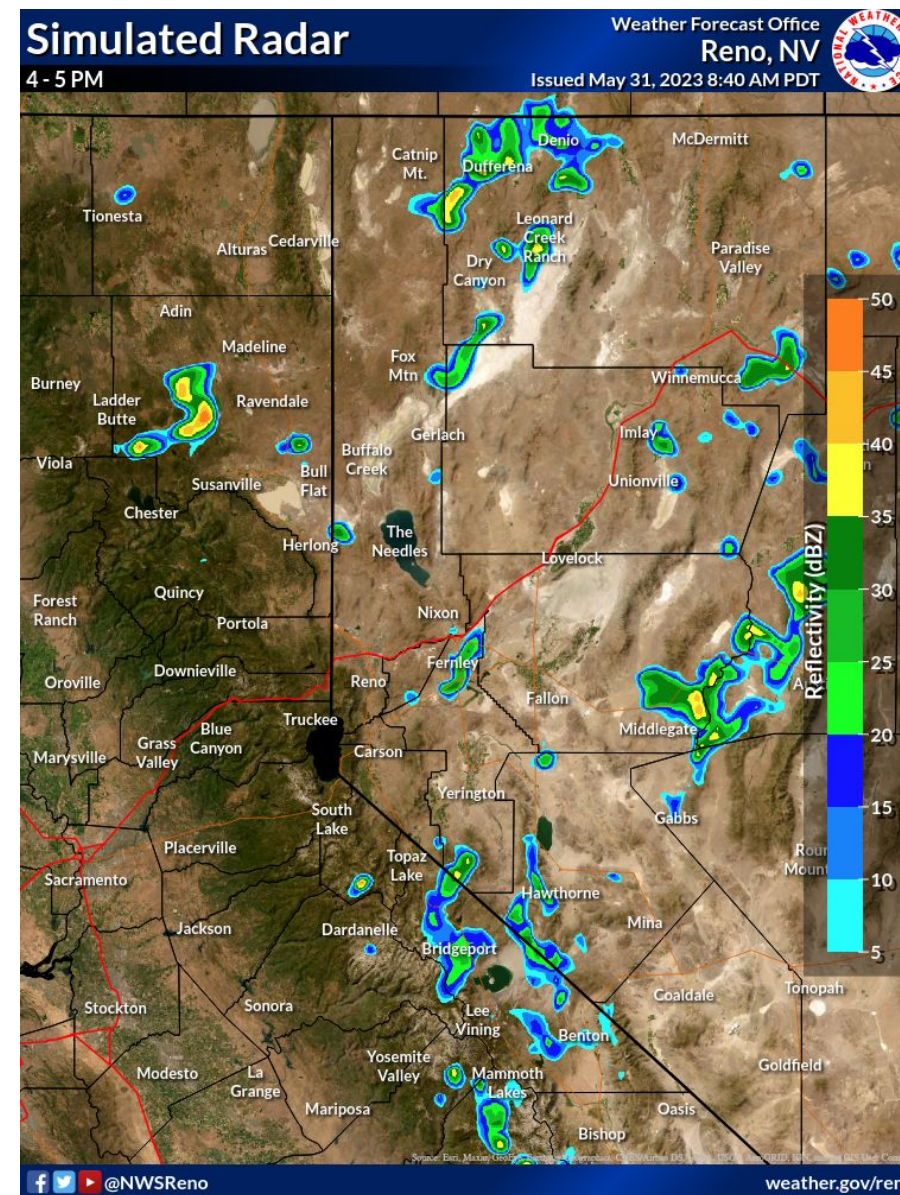 Simulated Radar
4 - 5 PM
Weather Forecast Office
Reno, NV
Issued May 31, 2023 8:40 AM PDT
Denio
McDermitt
Catnip
Mt.
Dufferena
Tionesta
Leonard
Creek
Ranch
Alturas
Cedarville
Dry
Canyon
Paradise
Valley
Adin
Madeline
Fox
Mtn
Burney
Winnemucca
Ladder
Butte
Ravendale
Gerlach
Imlay
Buffalo
Creek
Viola
Bull
Flat
Susanville
Unionville
Chester
The
Needles
Herlong
Lovelock
Quincy
Forest
Ranch
Nixon
Portola
Fernley
Downieville
Reno
Oroville
Fallon
Truckee
Blue
Canyon
Middlegate
Grass
Valley
Carson
Marysville
Yerington
South
Lake
Gabbs
Placerville
Topaz
Lake
Sacramento
Hawthorne
Jackson
Dardanelle
Mina
Bridgeport
Stockton
Sonora
Coaldale
Tonopah
Lee
Vining
Benton
Yosemite
Valley
Goldfield
Modesto
La
Grange
Mammoth
Lakes
Mariposa
Oasis
Bishop
50
45
40
35
30
25
20
15
10
5
Reflectivity (dBZ)
@NWSReno
weather.gov/ren